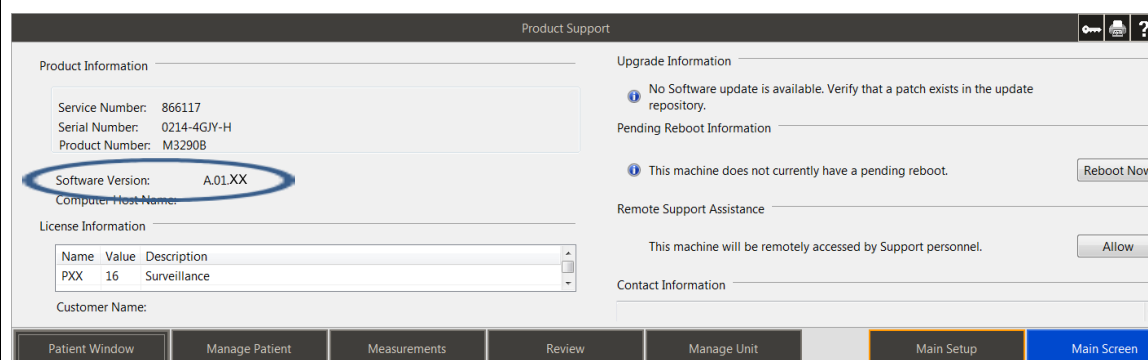 Product Support
?
Product Information
Service Number: 866117
Serial Number: 0214-4GJY-H
Product Number: M3290B
Software Version: A.01.XX
Computer Host Name:
License Information
Name Value Description
PXX 16 Surveillance
Customer Name:
Upgrade Information
No Software update is available. Verify that a patch exists in the update
repository.
Pending Reboot Information
This machine does not currently have a pending reboot.
Reboot Now
Remote Support Assistance
This machine will be remotely accessed by Support personnel.
Allow
Contact Information
Patient Window
Manage Patient
Measurements
Review
Manage Unit
Main Setup
Main Screen